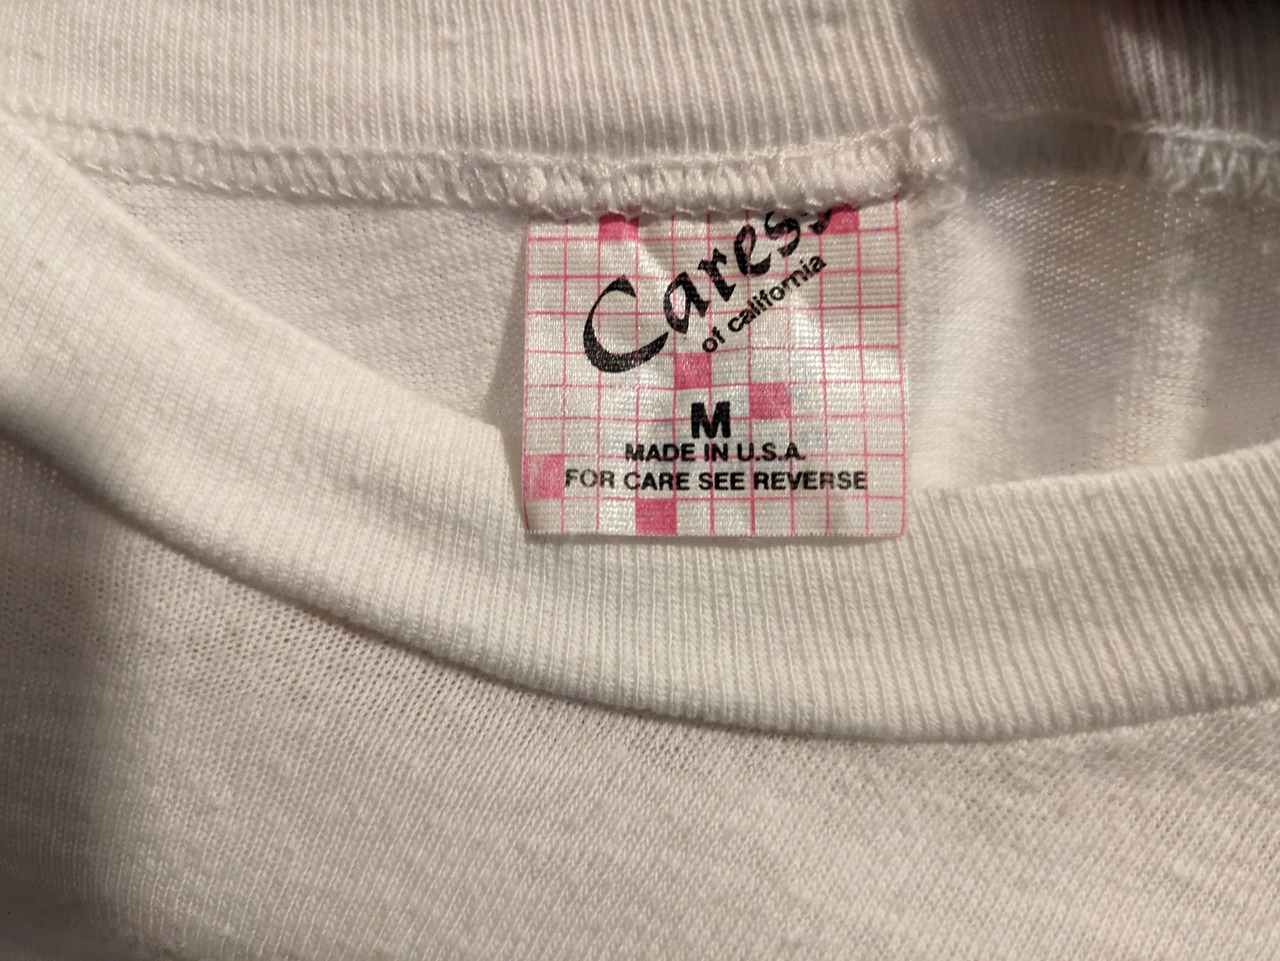 Caress
of california
M
MADE IN U.S.A.
FOR CARE SEE REVERSE